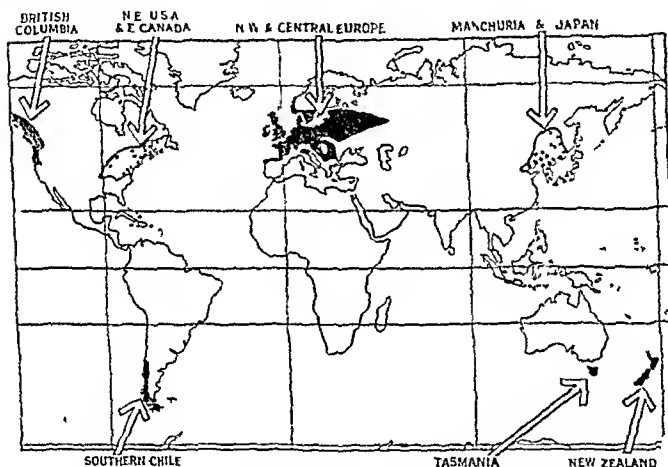 BRITISH
COLUMBIA
N E USA
& E CANADA
N W & CENTRAL EUROPE
MANCHURIA & JAPAN
SOUTHERN CHILE
TASMANIA
NEW ZEALAND